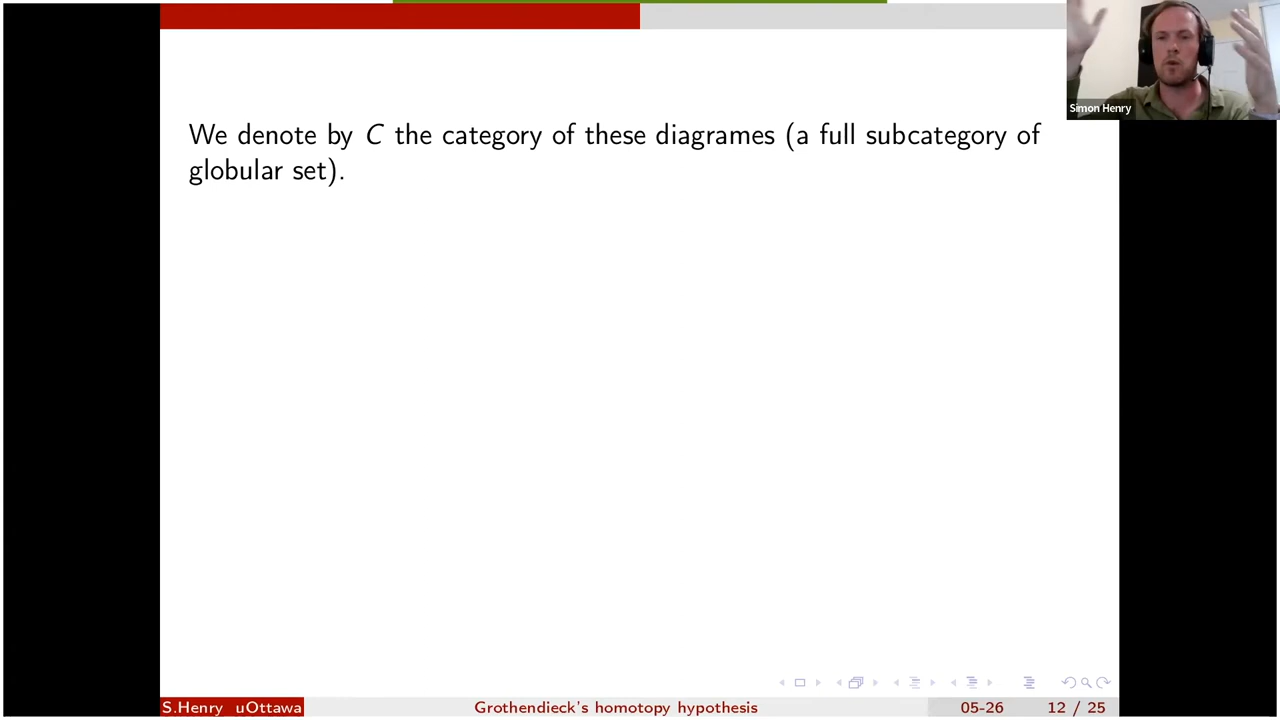 Simon Henry
We denote by C the category of these diagrames (a full subcategory of
globular set).
S.Henry uOttawa Grothendieck's homotopy hypothesis 05-26 12 / 25